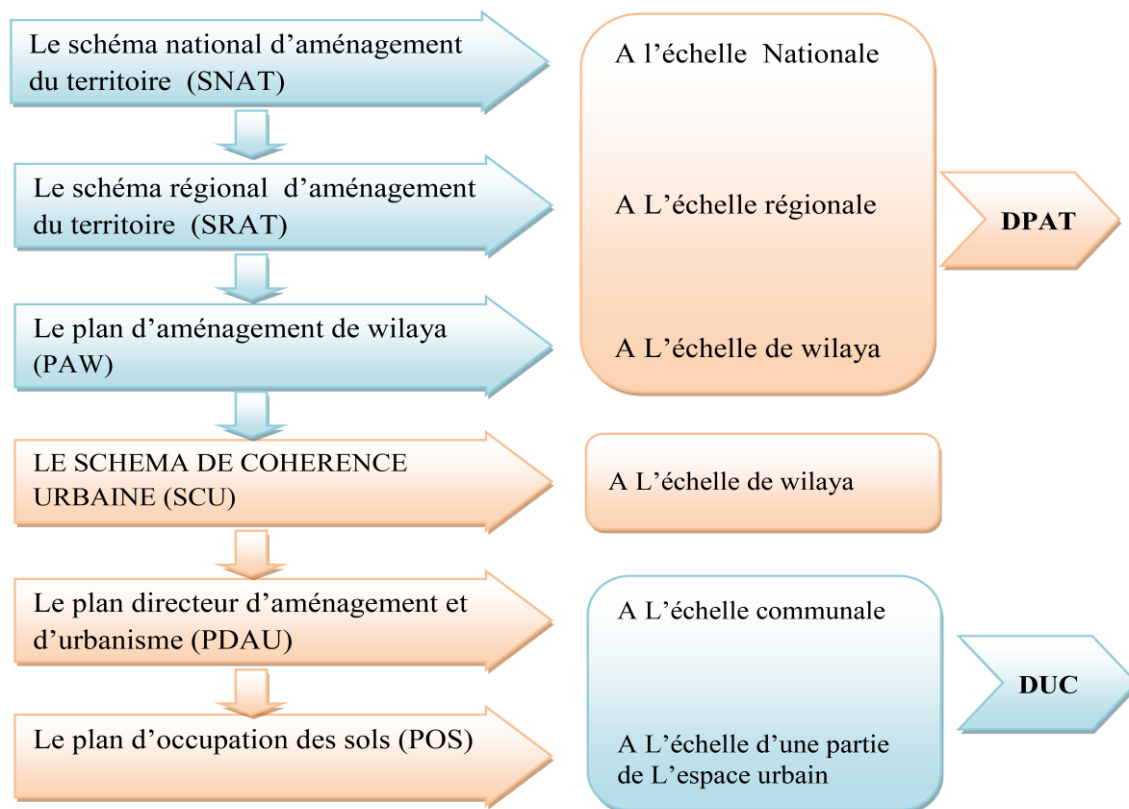 Le schéma national d'aménagement
du territoire (SNAT)
A l'échelle Nationale
Le schéma régional d'aménagement
du territoire (SRAT)
A L'échelle régionale
DPAT
Le plan d'aménagement de wilaya
(PAW)
A L'échelle de wilaya
LE SCHEMA DE COHERENCE
URBAINE (SCU)
A L'échelle de wilaya
Le plan directeur d'aménagement et
d'urbanisme (PDAU)
A L'échelle communale
DUC
Le plan d'occupation des sols (POS)
A L'échelle d'une partie
de L'espace urbain